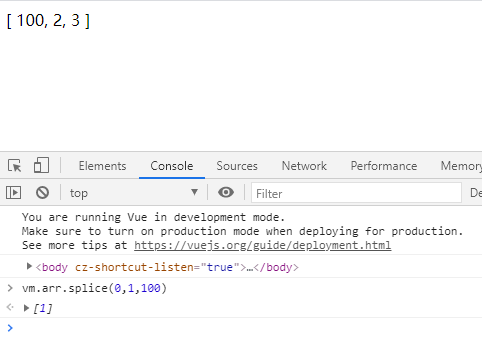 [ 100, 2, 3 ]
Elements Console Sources Network Performance Memory
top Filter De
You are running Vue in development mode.
Make sure to turn on production mode when deploying for production.
See more tips at https://vuejs.org/guide/deployment.html
<body cz-shortcut-listen="true">…</body>
vm.arr.splice(0,1,100)
[1]